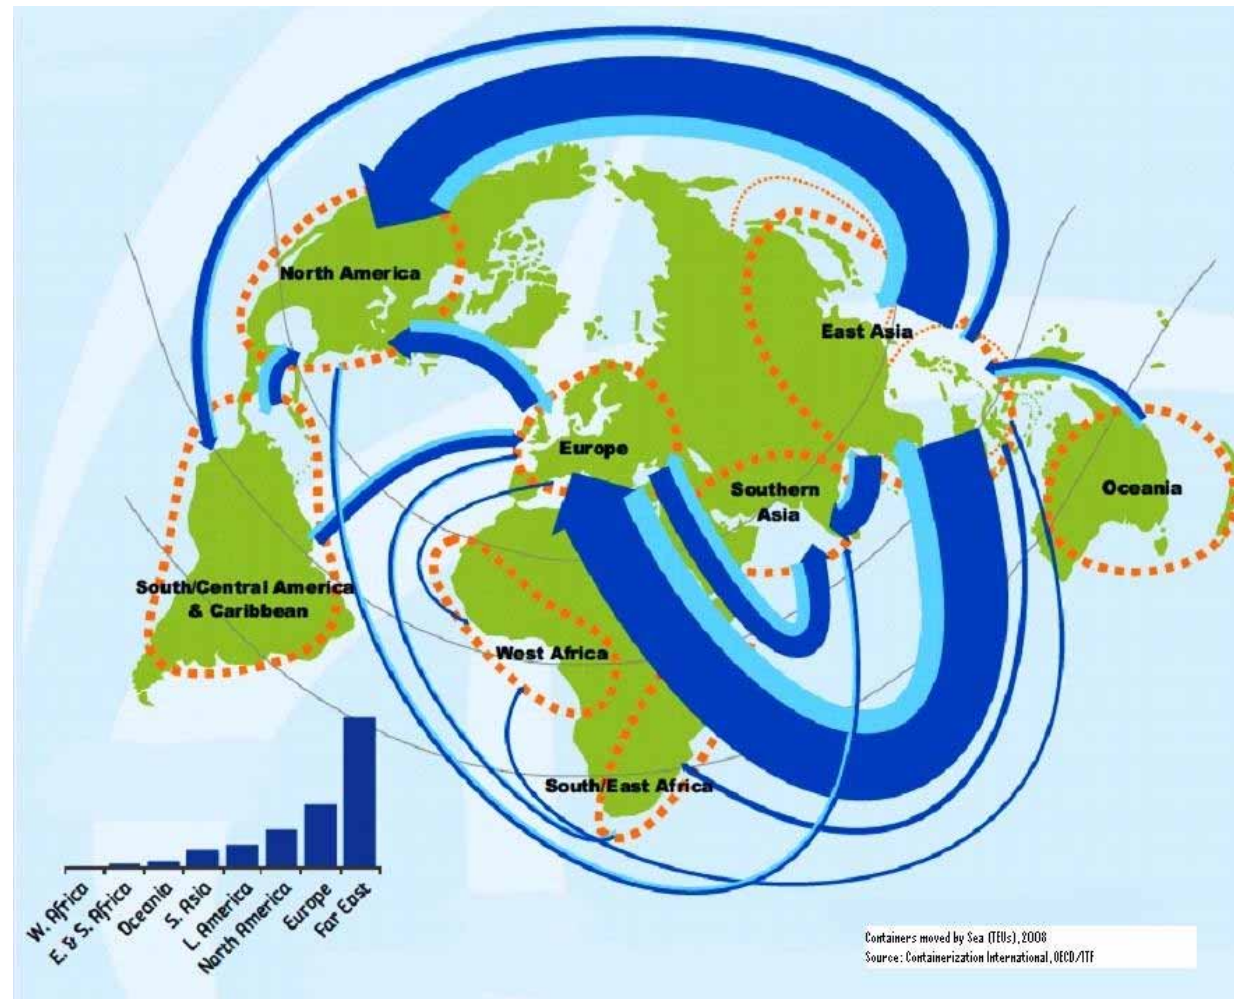 North America
East Asia
Europe
Southern
Asia
Oceania
South/Central America
& Caribbean
West Africa
South/East Africa
W. Africa
E. & S. Africa
Oceania
S. Asia
L. America
North America
Europe
Far East
Containers moved by Sea (TEUs), 2008
Source: Containerization International, OECD/ITF